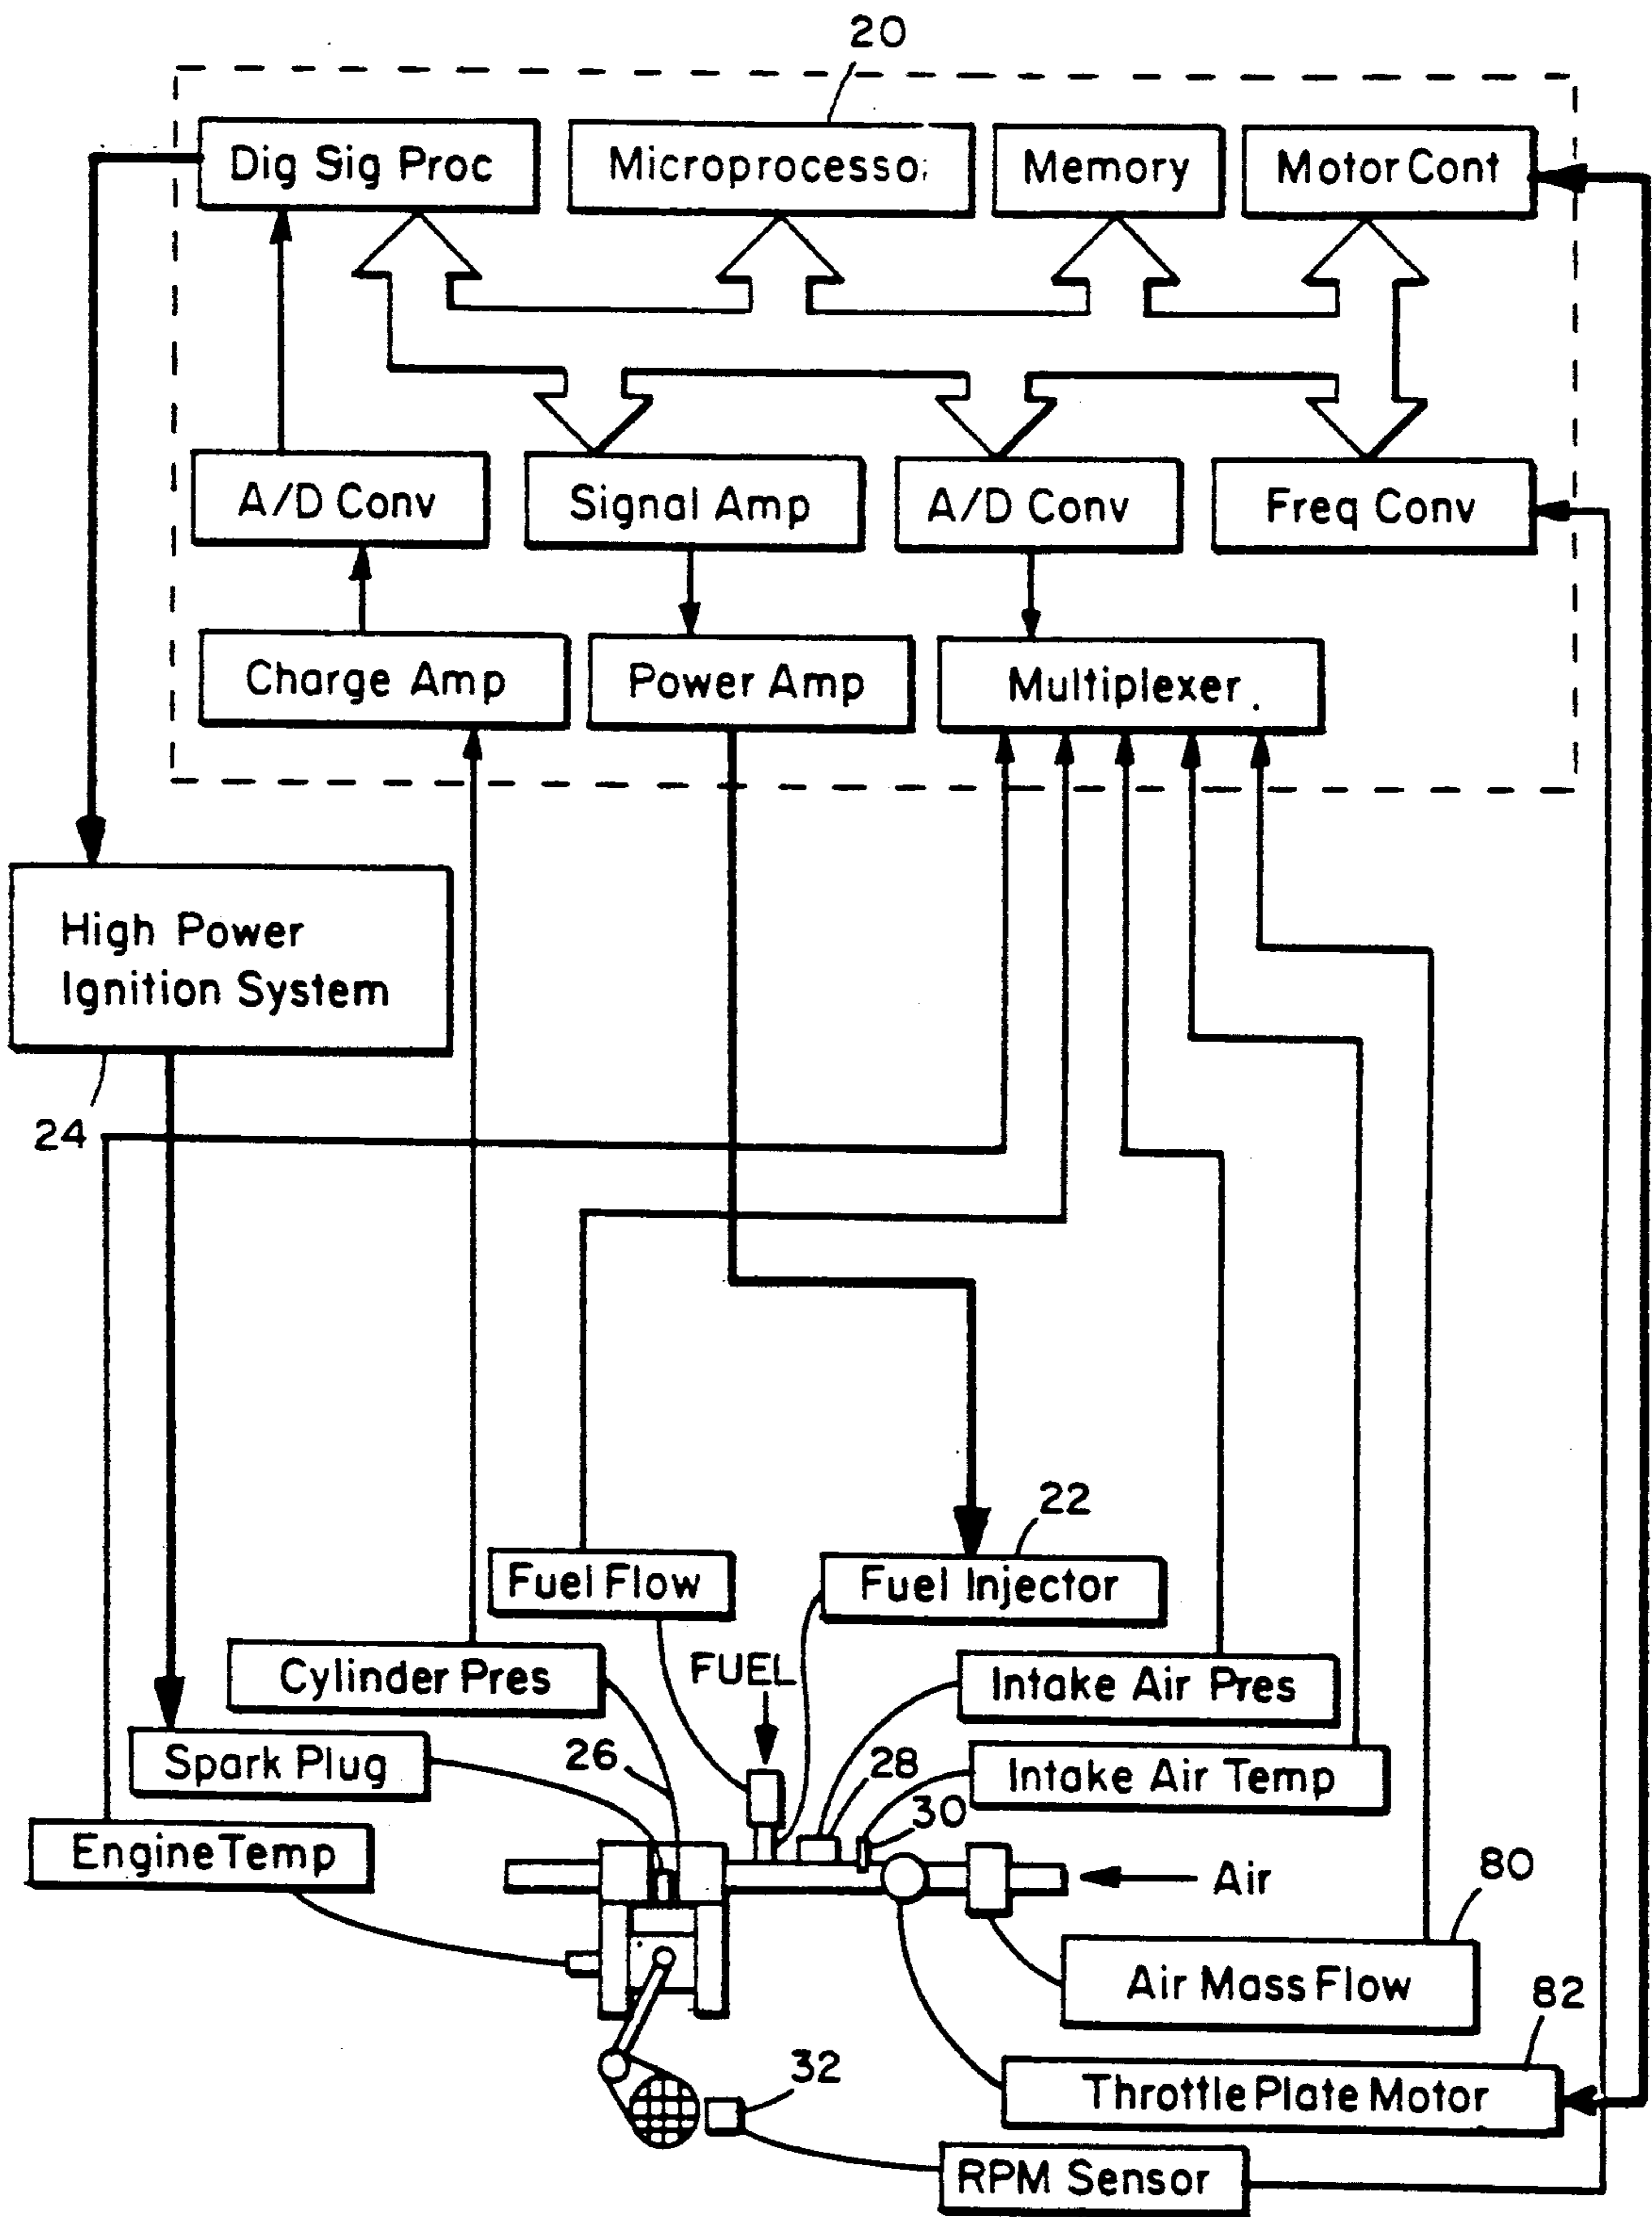 20
Dig Sig Proc
Microprocesso
Memory
Motor Cont
A/D Conv
Signal Amp
A/D Conv
Freq Conv
Charge Amp
Power Amp
Multiplexer
High Power
Ignition System
24
22
Fuel Flow
Fuel Injector
Cylinder Pres
FUEL
Intake Air Pres
Spark Plug
26
28
Intake Air Temp
30
Engine Temp
Air
80
Air Mass Flow
82
32
Throttle Plate Motor
RPM Sensor